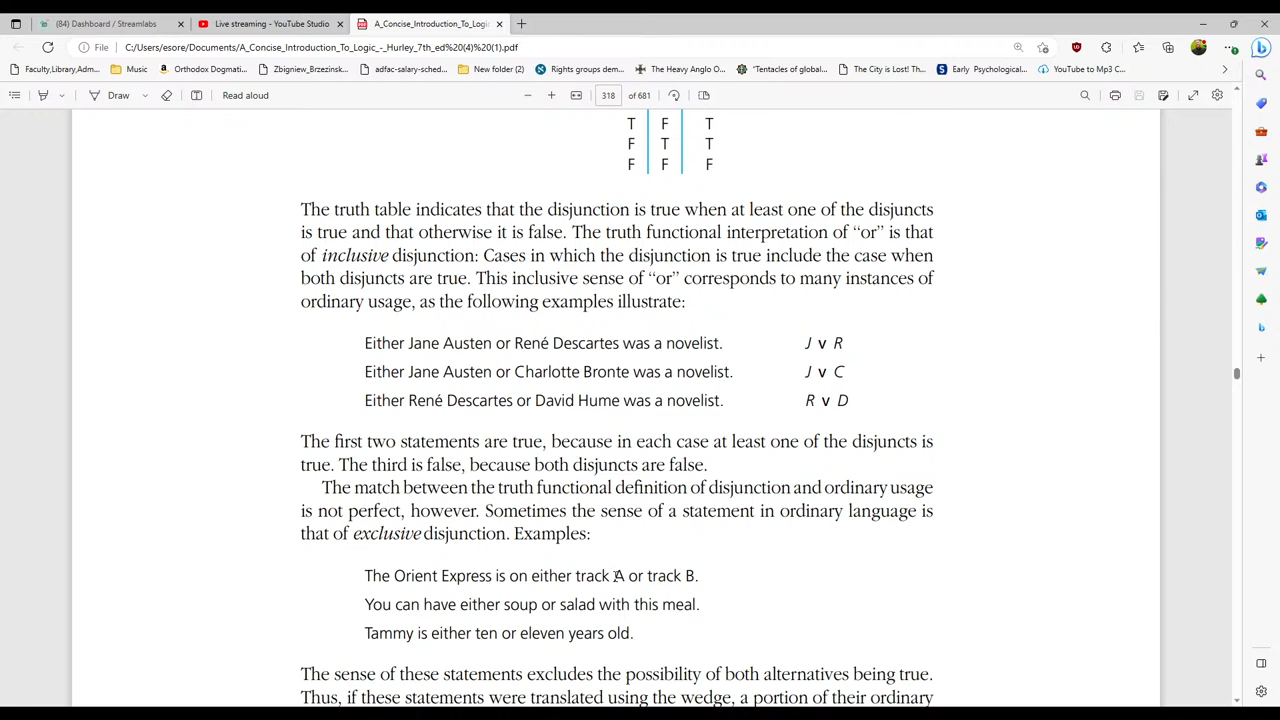 (84) Dashboard / Streamlabs
Live streaming - YouTube Studio
A_Concise_Introduction_To_Logic
File
C:/Users/esore/Documents/A_Concise_Introduction_To_Logic_-_Hurley_7th_ed%20(4)%20(1).pdf
Faculty,Library,Adm...
Music
Orthodox Dogmati...
Zbigniew_Brzezinsk...
adfac-salary-sched...
New folder (2)
Rights groups dem...
The Heavy Anglo O...
"Tentacles of global...
The City is Lost! Th...
Early Psychological...
YouTube to Mp3 C...
Draw
Read aloud
318 of 681
T F T
F T T
F F F
The truth table indicates that the disjunction is true when at least one of the disjuncts
is true and that otherwise it is false. The truth functional interpretation of “or” is that
of inclusive disjunction: Cases in which the disjunction is true include the case when
both disjuncts are true. This inclusive sense of “or” corresponds to many instances of
ordinary usage, as the following examples illustrate:
Either Jane Austen or René Descartes was a novelist. J v R
Either Jane Austen or Charlotte Bronte was a novelist. J v C
Either René Descartes or David Hume was a novelist. R v D
The first two statements are true, because in each case at least one of the disjuncts is
true. The third is false, because both disjuncts are false.
The match between the truth functional definition of disjunction and ordinary usage
is not perfect, however. Sometimes the sense of a statement in ordinary language is
that of exclusive disjunction. Examples:
The Orient Express is on either track A or track B.
You can have either soup or salad with this meal.
Tammy is either ten or eleven years old.
The sense of these statements excludes the possibility of both alternatives being true.
Thus, if these statements were translated using the wedge, a portion of their ordinary